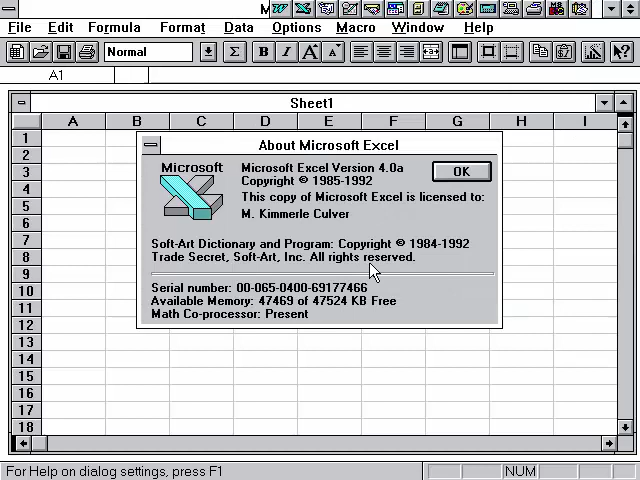 M
File Edit Formula Format Data Options Macro Window Help
Normal Σ B I A A
A1
Sheet1
A B C D E F G H I
1
2
3
4
5
6
7
8
9
10
11
12
13
14
15
16
17
18
About Microsoft Excel
Microsoft
Microsoft Excel Version 4.0a
Copyright © 1985-1992
OK
This copy of Microsoft Excel is licensed to:
M. Kimmerle Culver
Soft-Art Dictionary and Program: Copyright © 1984-1992
Trade Secret, Soft-Art, Inc. All rights reserved.
Serial number: 00-065-0400-69177466
Available Memory: 47469 of 47524 KB Free
Math Co-processor: Present
For Help on dialog settings, press F1
NUM